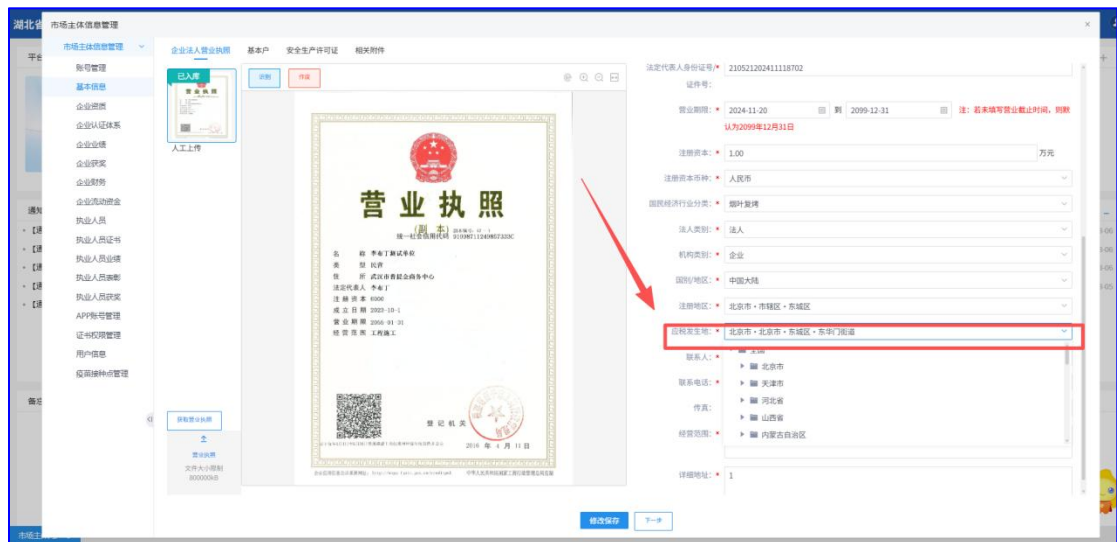 湖北省
市场主体信息管理
市场主体信息管理
账号管理
基本信息
企业资质
企业认证体系
企业业绩
企业获奖
企业财务
企业流动资金
执业人员
执业人员证书
执业人员业绩
执业人员表彰
执业人员获奖
APP账号管理
证书权限管理
用户信息
疫苗接种点管理
企业法人营业执照 基本户 安全生产许可证 相关附件
已入库
人工上传
识别 作废
营业执照
(副 本)
统一社会信用代码
名 称 李布丁测试单位
类 型 民营
住 所 武汉市普提金商务中心
法定代表人 李布丁
注 册 资 本 6900
成 立 日 期 2023-10-1
营 业 期 限 2055-01-31
经 营 范 围 工程施工
登 记 机 关
2016 年 4 月 11 日
获取营业执照
营业执照
文件大小限制
800000kB
法定代表人身份证号/* 210521202411118702
证件号:
营业期限: * 2024-11-20 到 2099-12-31 注: 若未填写营业截止时间, 则默
认为2099年12月31日
注册资本: * 1.00 万元
注册资本币种: * 人民币
国民经济行业分类: * 烟叶复烤
法人类别: * 法人
机构类别: * 企业
国别/地区: * 中国大陆
注册地区: * 北京市・市辖区・东城区
应税发生地: * 北京市・北京市・东城区・东华门街道
联系人: *
全国
北京市
联系电话: *
天津市
河北省
传真:
山西省
经营范围: *
内蒙古自治区
详细地址: * 1
修改保存 下一步